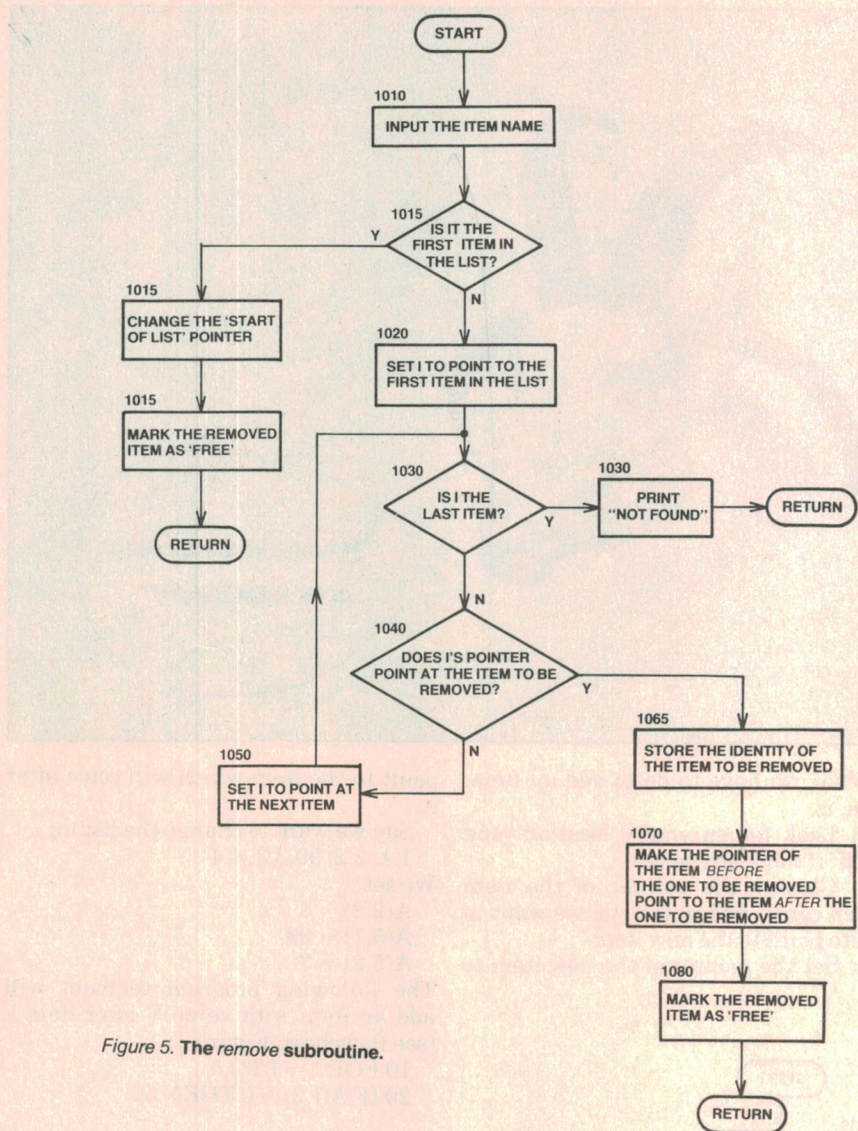 START
1010
INPUT THE ITEM NAME
1015
IS IT THE
FIRST ITEM IN
THE LIST?
Y
N
1015
CHANGE THE 'START
OF LIST' POINTER
1015
MARK THE REMOVED
ITEM AS 'FREE'
RETURN
1020
SET I TO POINT TO THE
FIRST ITEM IN THE LIST
1030
IS I THE
LAST ITEM?
Y
N
1030
PRINT
"NOT FOUND"
RETURN
1040
DOES I'S POINTER
POINT AT THE ITEM TO BE
REMOVED?
Y
N
1050
SET I TO POINT AT
THE NEXT ITEM
1065
STORE THE IDENTITY OF
THE ITEM TO BE REMOVED
1070
MAKE THE POINTER OF
THE ITEM BEFORE
THE ONE TO BE REMOVED
POINT TO THE ITEM AFTER THE
ONE TO BE REMOVED
1080
MARK THE REMOVED
ITEM AS 'FREE'
RETURN
Figure 5. The remove subroutine.